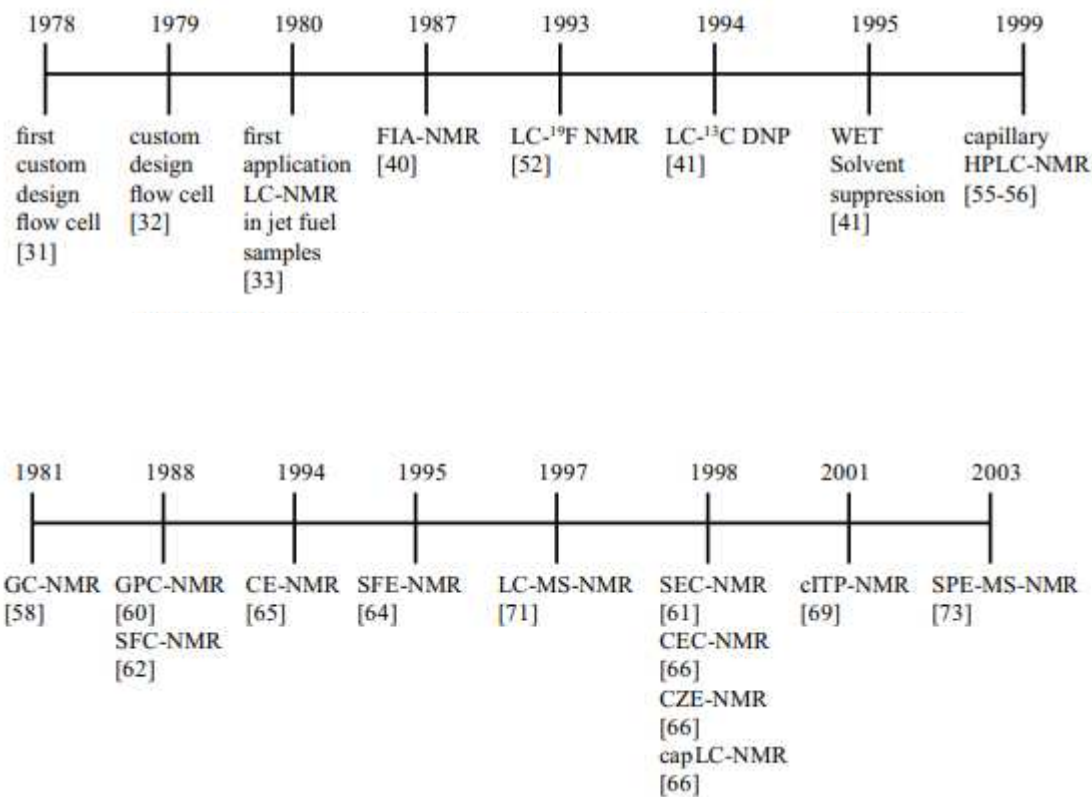 1978 1979 1980 1987 1993 1994 1995 1999
first
custom
design
flow cell
[31]
custom
design
flow cell
[32]
first
application
LC-NMR
in jet fuel
samples
[33]
FIA-NMR
[40]
LC-¹⁹F NMR
[52]
LC-¹³C DNP
[41]
WET
Solvent
suppression
[41]
capillary
HPLC-NMR
[55-56]
1981 1988 1994 1995 1997 1998 2001 2003
GC-NMR
[58]
GPC-NMR
[60]
SFC-NMR
[62]
CE-NMR
[65]
SFE-NMR
[64]
LC-MS-NMR
[71]
SEC-NMR
[61]
CEC-NMR
[66]
CZE-NMR
[66]
capLC-NMR
[66]
cITP-NMR
[69]
SPE-MS-NMR
[73]